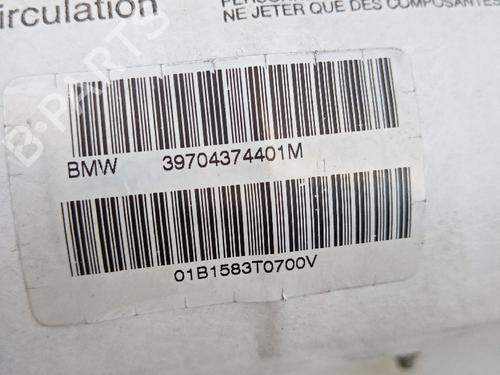 irculation
NE JETER QUE DES COMPOSANTES
B-PARTS
BMW 39704374401M
01B1583T0700V